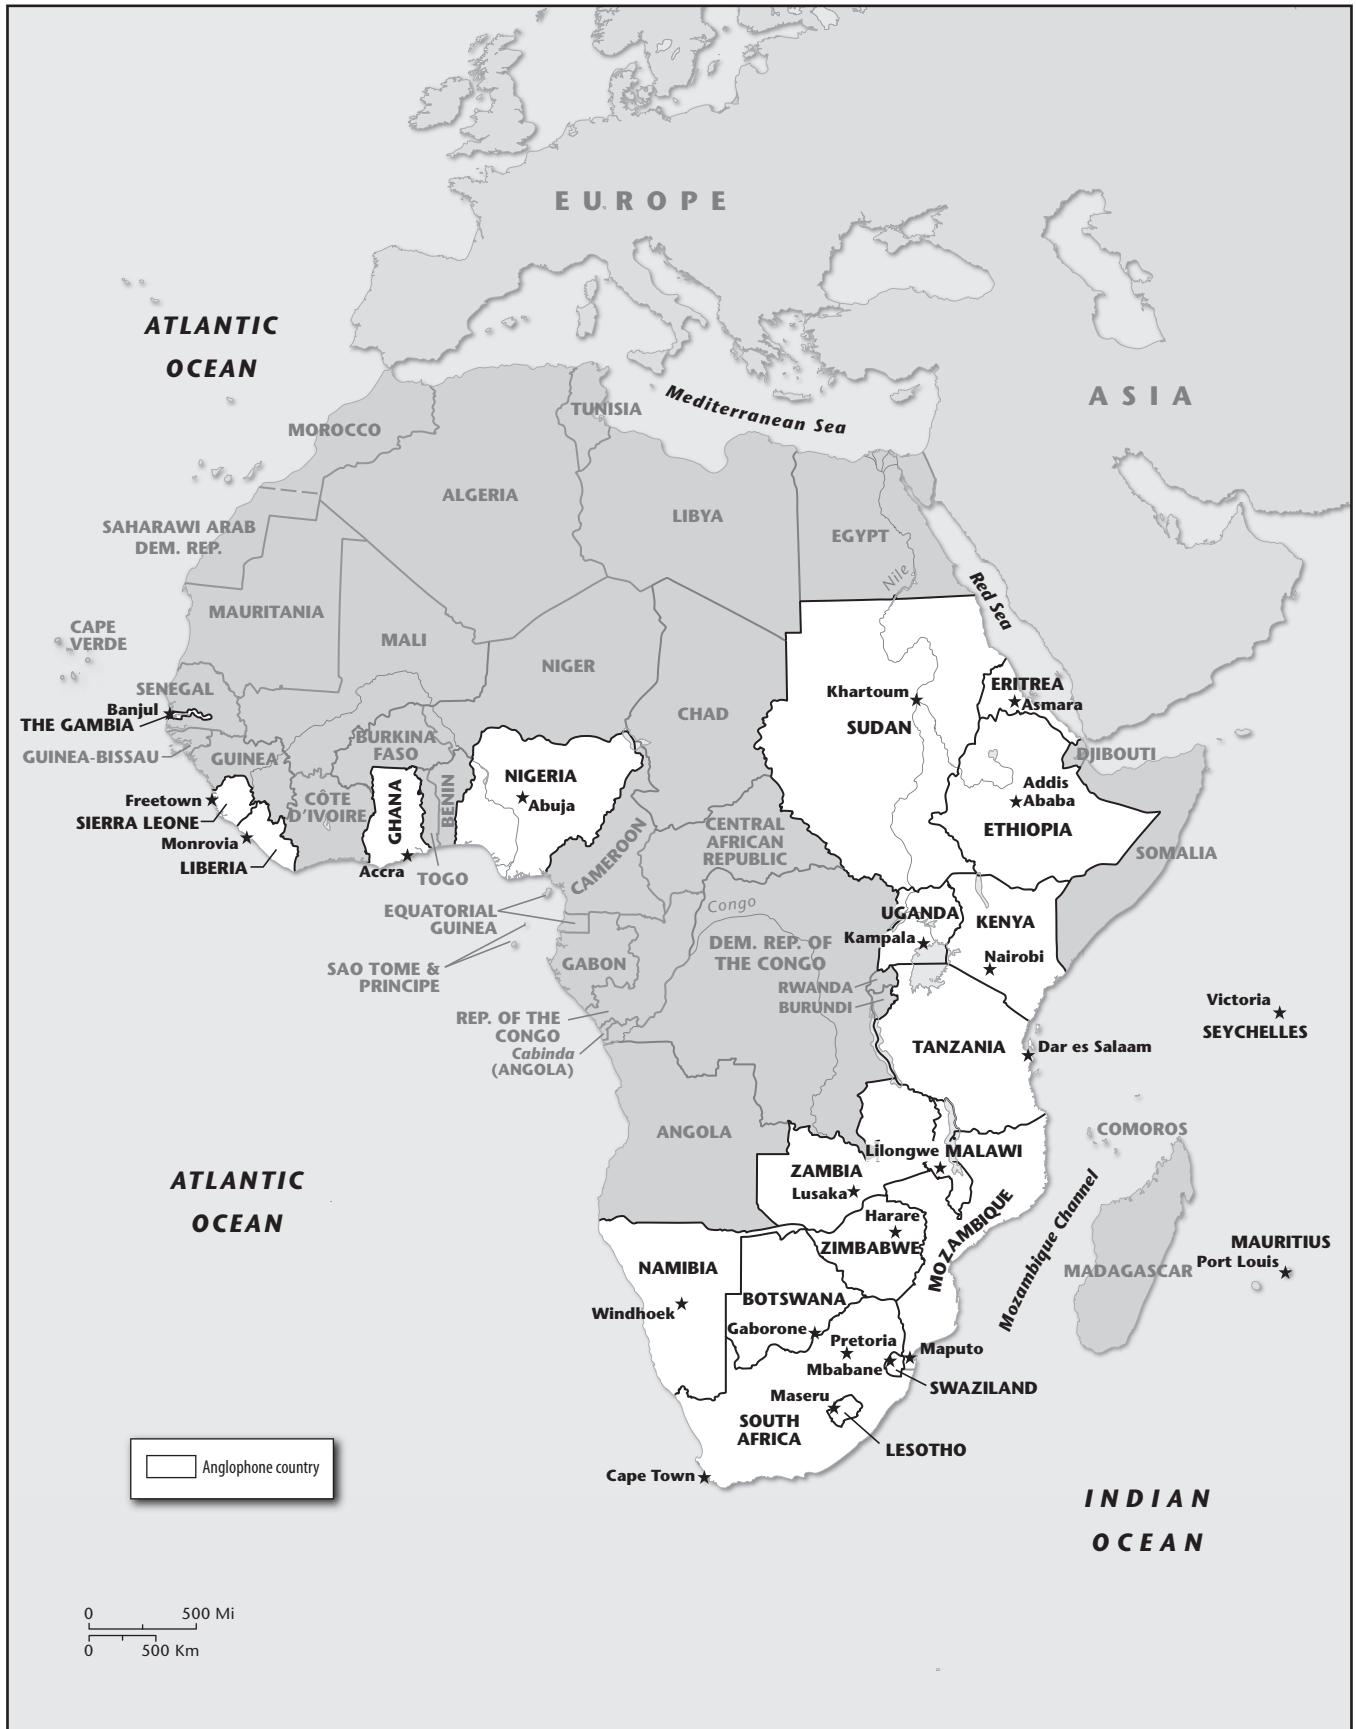 EUROPE
ATLANTIC
OCEAN
ASIA
Mediterranean Sea
TUNISIA
MOROCCO
ALGERIA
LIBYA
EGYPT
SAHARAWI ARAB
DEM. REP.
Nile
Red Sea
MAURITANIA
CAPE
VERDE
MALI
NIGER
SENEGAL
Banjul
THE GAMBIA
CHAD
Khartoum
SUDAN
ERITREA
Asmara
GUINEA-BISSAU
GUINEA
BURKINA
FASO
DJIBOUTI
NIGERIA
Abuja
BENIN
GHANA
Addis
Ababa
ETHIOPIA
Freetown
SIERRA LEONE
CÔTE
D'IVOIRE
Monrovia
LIBERIA
Accra
TOGO
CAMEROON
CENTRAL
AFRICAN
REPUBLIC
SOMALIA
EQUATORIAL
GUINEA
Congo
UGANDA
Kampala
KENYA
Nairobi
SAO TOME &
PRINCIPE
GABON
DEM. REP. OF
THE CONGO
RWANDA
BURUNDI
REP. OF THE
CONGO
Cabinda
(ANGOLA)
Victoria
SEYCHELLES
TANZANIA
Dar es Salaam
ANGOLA
COMOROS
Lilongwe
MALAWI
ZAMBIA
Lusaka
ATLANTIC
OCEAN
Harare
ZIMBABWE
MOZAMBIQUE
Mozambique Channel
MADAGASCAR
MAURITIUS
Port Louis
NAMIBIA
Windhoek
BOTSWANA
Gaborone
Pretoria
Mbabane
Maputo
SWAZILAND
Maseru
SOUTH
AFRICA
LESOTHO
Cape Town
Anglophone country
INDIAN
OCEAN
0 500 Mi
0 500 Km